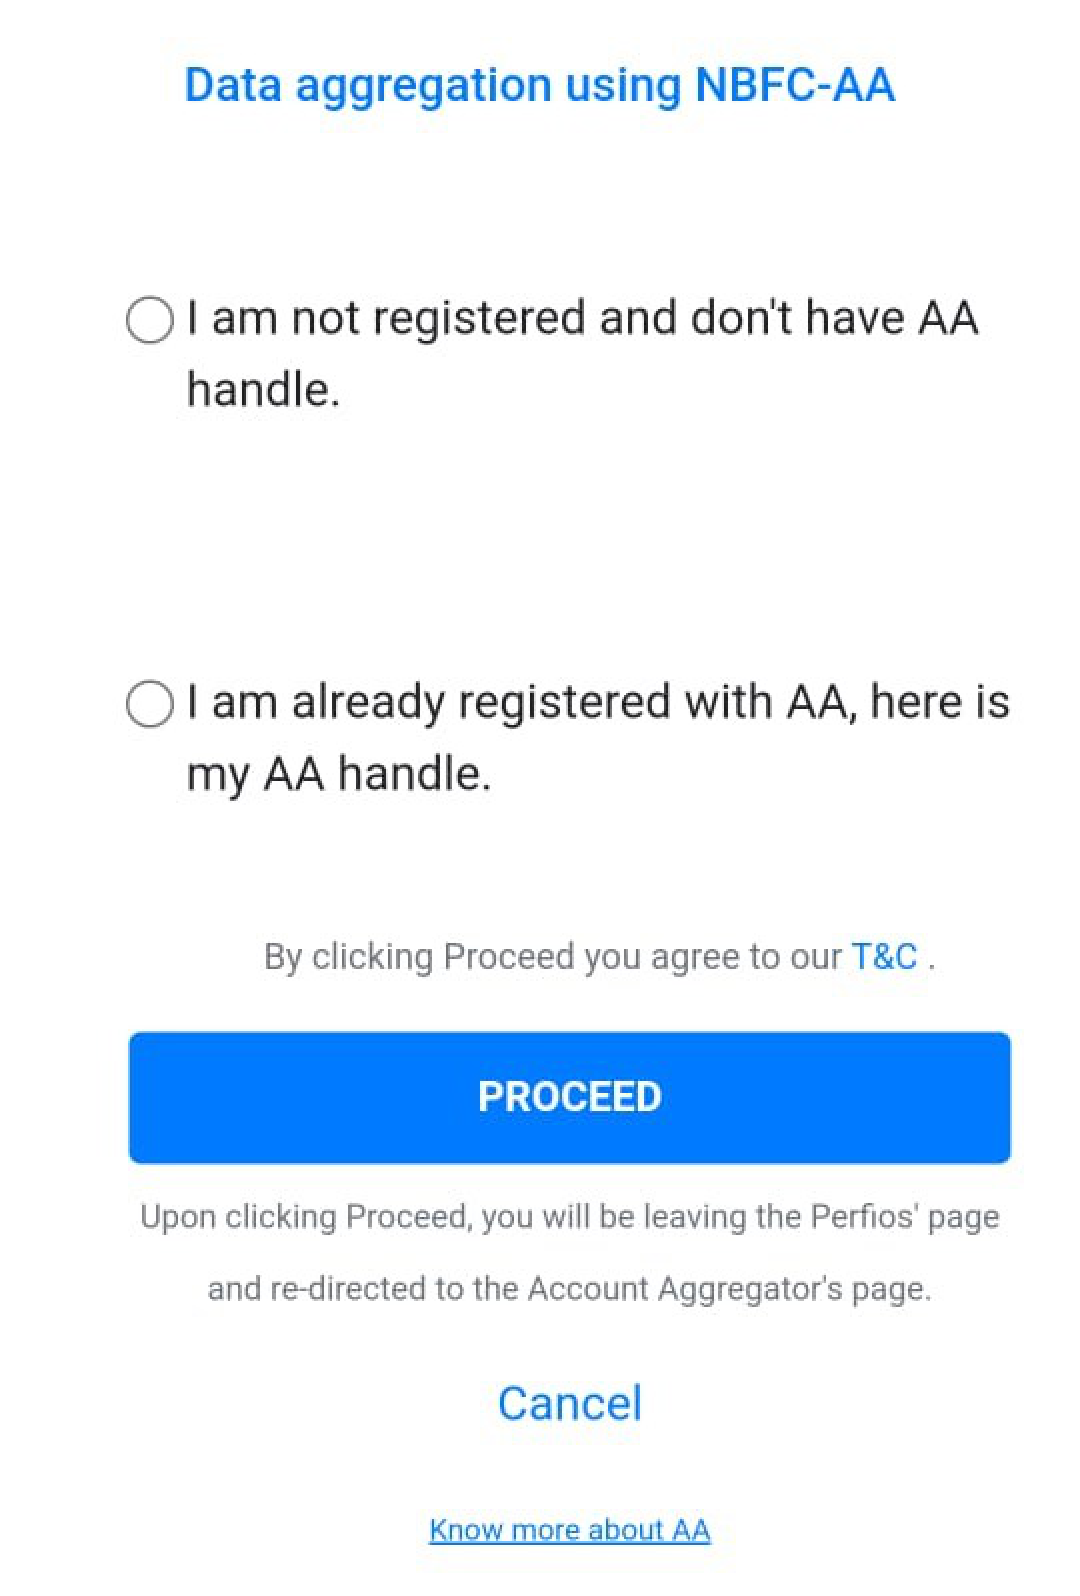 Data aggregation using NBFC-AA
I am not registered and don't have AA
handle.
I am already registered with AA, here is
my AA handle.
By clicking Proceed you agree to our T&C .
PROCEED
Upon clicking Proceed, you will be leaving the Perfios' page
and re-directed to the Account Aggregator's page.
Cancel
Know more about AA